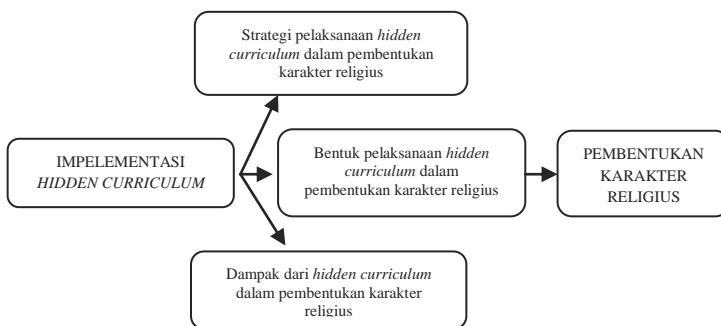 Strategi pelaksanaan hidden
curriculum dalam pembentukan
karakter religius
IMPELEMENTASI
HIDDEN CURRICULUM
Bentuk pelaksanaan hidden
curriculum dalam
pembentukan karakter religius
PEMBENTUKAN
KARAKTER
RELIGIUS
Dampak dari hidden curriculum
dalam pembentukan karakter
religius